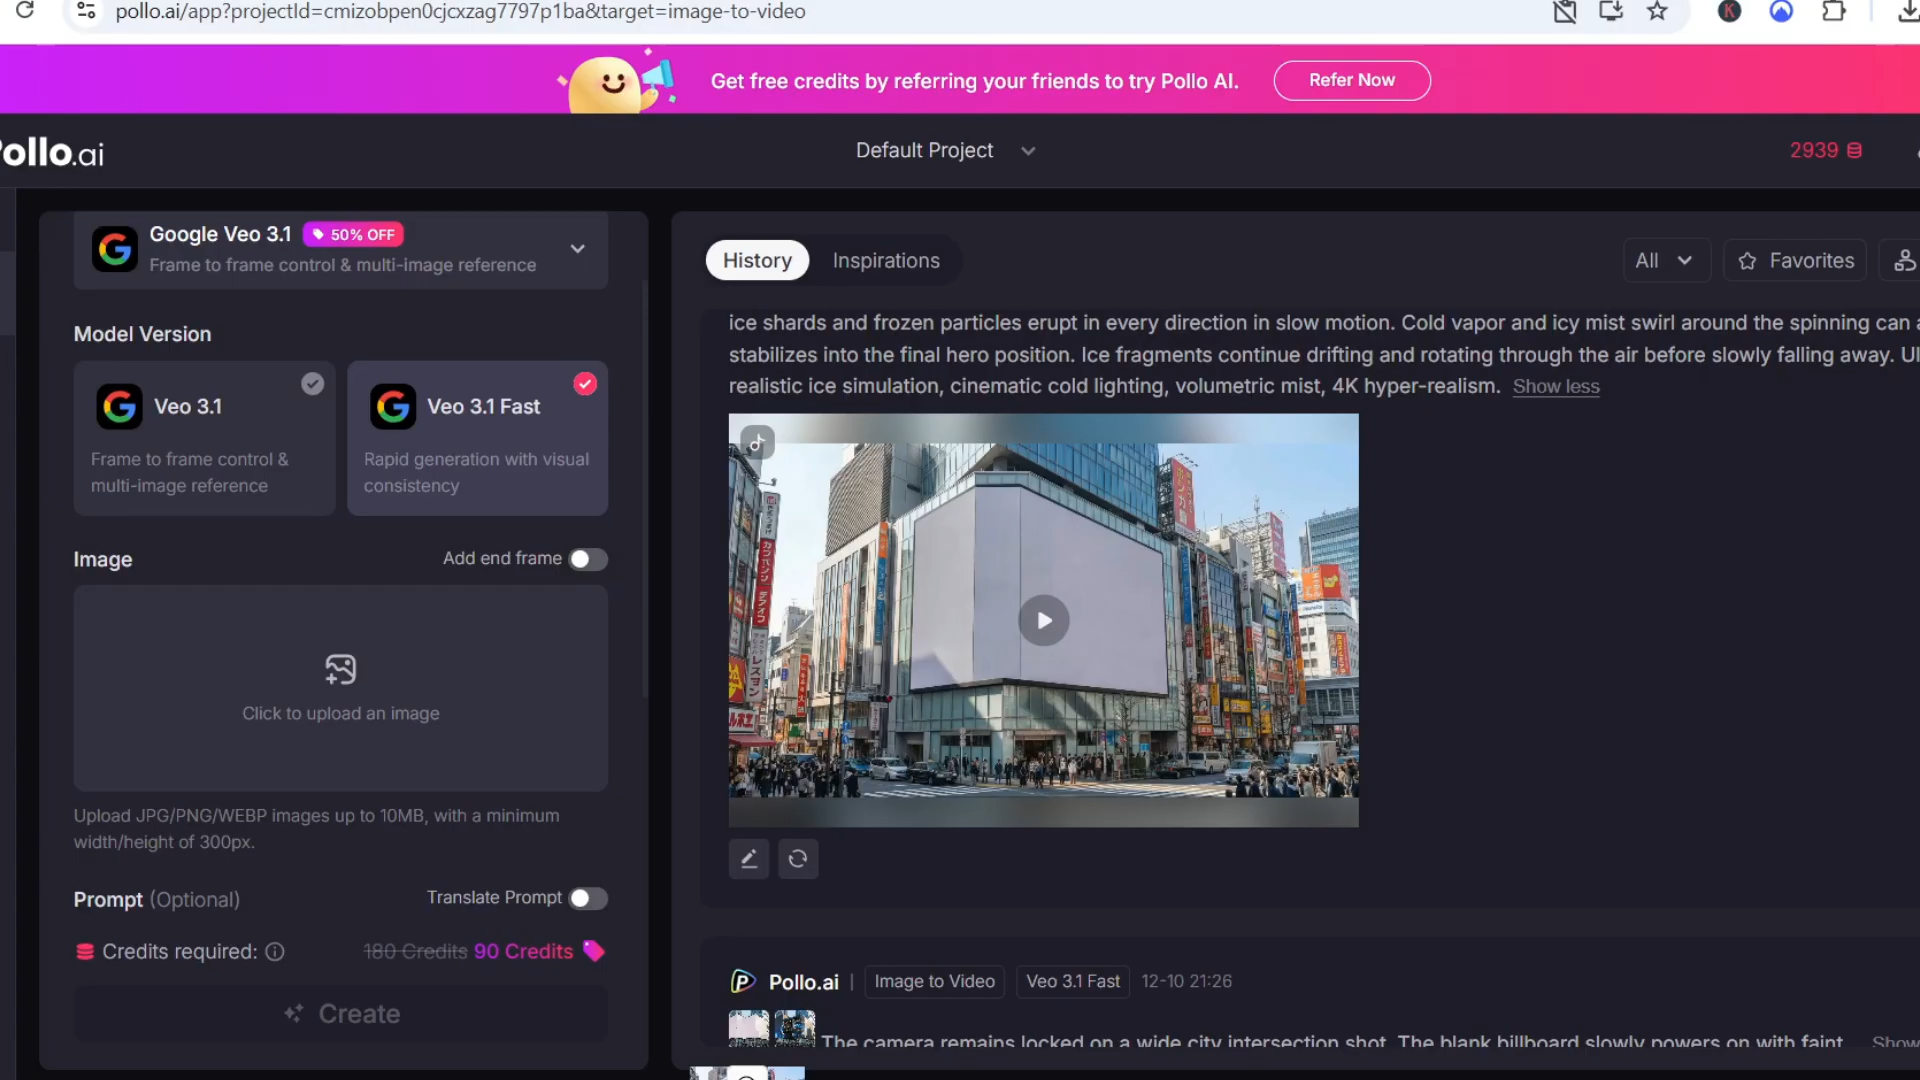 pollo.ai/app?projectId=cmizobpen0cjcxzag7797p1ba&target=image-to-video
Get free credits by referring your friends to try Pollo AI.
Refer Now
ollo.ai
Default Project
2939
Google Veo 3.1
50% OFF
Frame to frame control & multi-image reference
Model Version
Veo 3.1
Frame to frame control &
multi-image reference
Veo 3.1 Fast
Rapid generation with visual
consistency
Image
Add end frame
Click to upload an image
Upload JPG/PNG/WEBP images up to 10MB, with a minimum
width/height of 300px.
Prompt (Optional)
Translate Prompt
Credits required:
180 Credits 90 Credits
Create
History
Inspirations
All
Favorites
ice shards and frozen particles erupt in every direction in slow motion. Cold vapor and icy mist swirl around the spinning can a
stabilizes into the final hero position. Ice fragments continue drifting and rotating through the air before slowly falling away. Ul
realistic ice simulation, cinematic cold lighting, volumetric mist, 4K hyper-realism. Show less
Pollo.ai | Image to Video Veo 3.1 Fast 12-10 21:26
The camera remains locked on a wide city intersection shot. The blank billboard slowly powers on with faint
Show